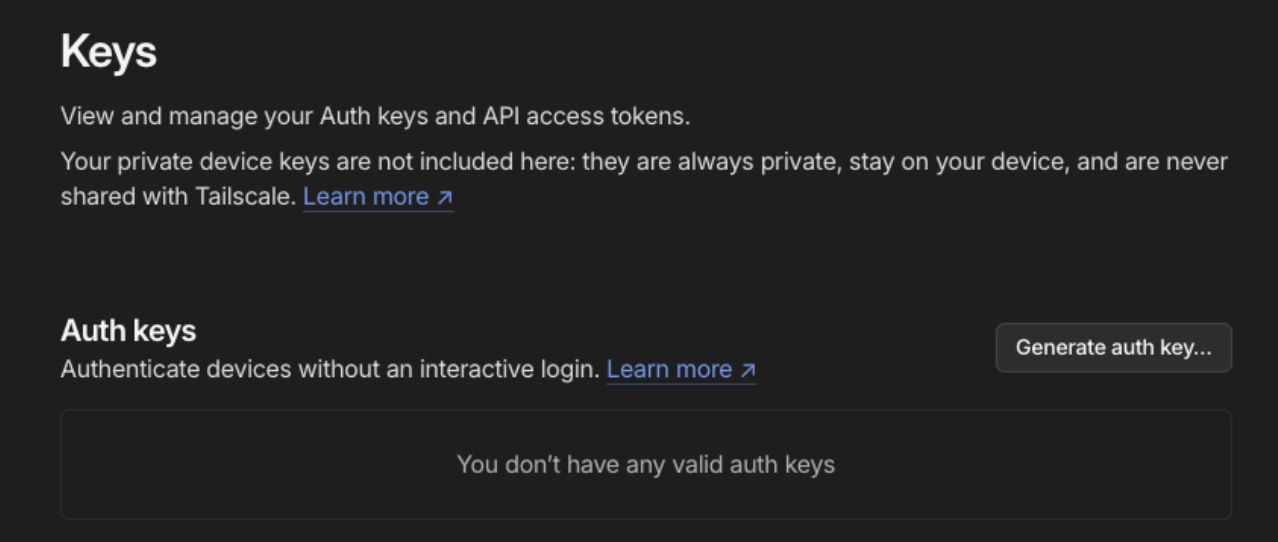 Keys
View and manage your Auth keys and API access tokens.
Your private device keys are not included here: they are always private, stay on your device, and are never
shared with Tailscale. Learn more ↗
Auth keys
Authenticate devices without an interactive login. Learn more ↗
Generate auth key...
You don’t have any valid auth keys